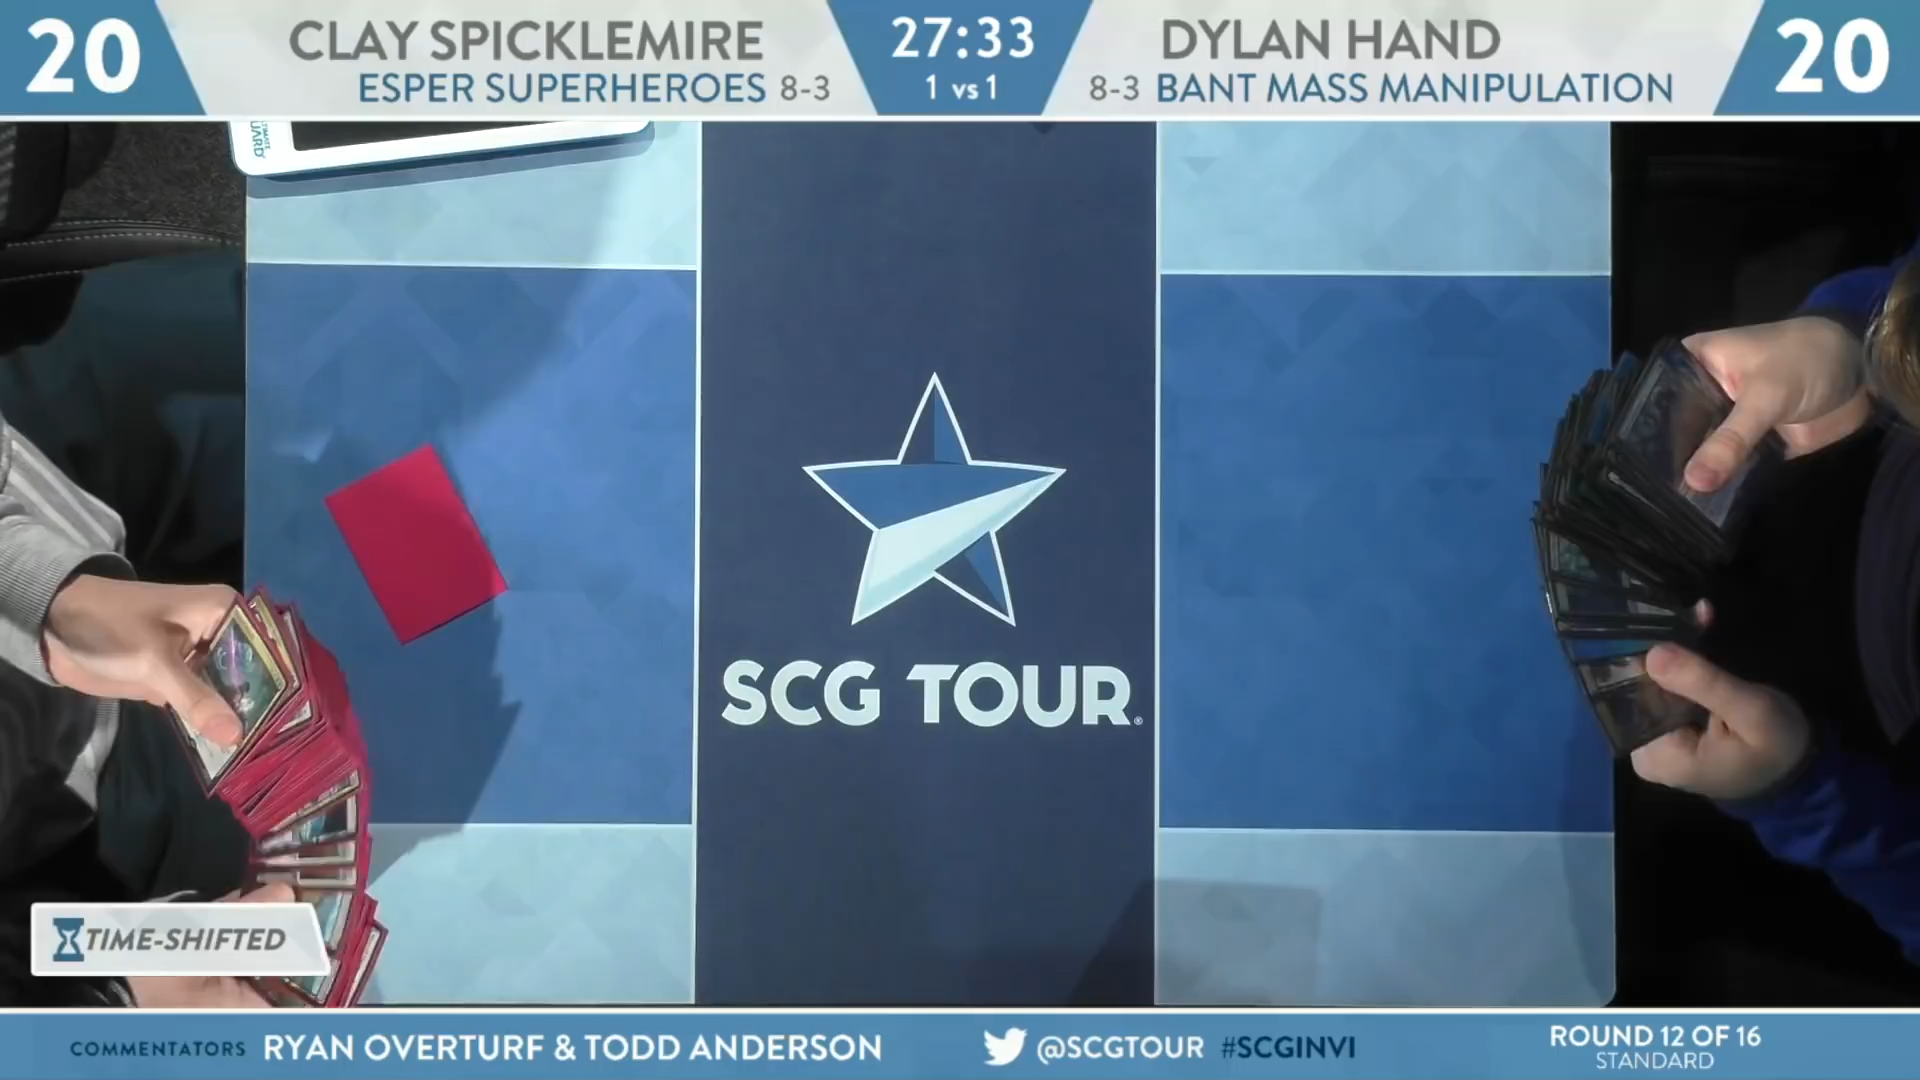 20
CLAY SPICKLEMIRE
ESPER SUPERHEROES 8-3
27:33
1 vs 1
DYLAN HAND
8-3 BANT MASS MANIPULATION
20
SCG TOUR®
TIME-SHIFTED
COMMENTATORS RYAN OVERTURF & TODD ANDERSON
@SCGTOUR #SCGINVI
ROUND 12 OF 16
STANDARD